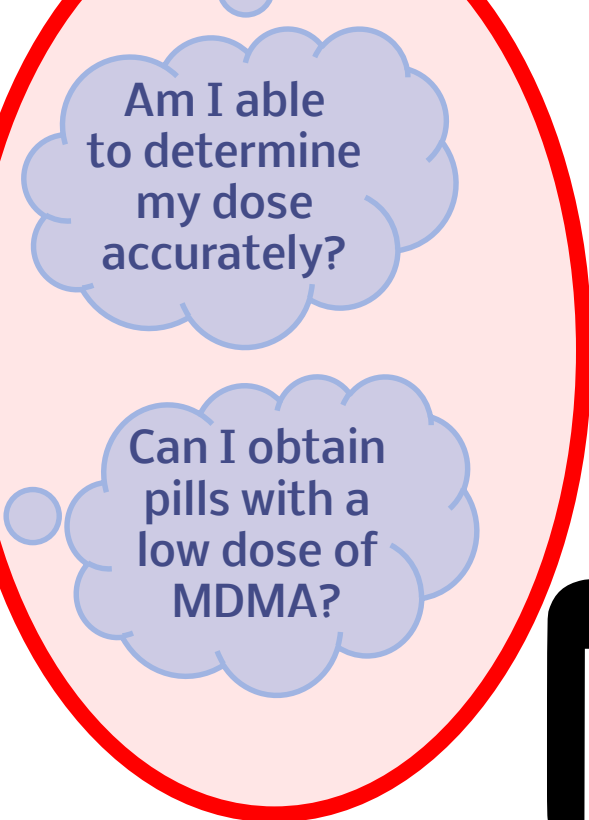 Am I able
to determine
my dose
accurately?
Can I obtain
pills with a
low dose of
MDMA?